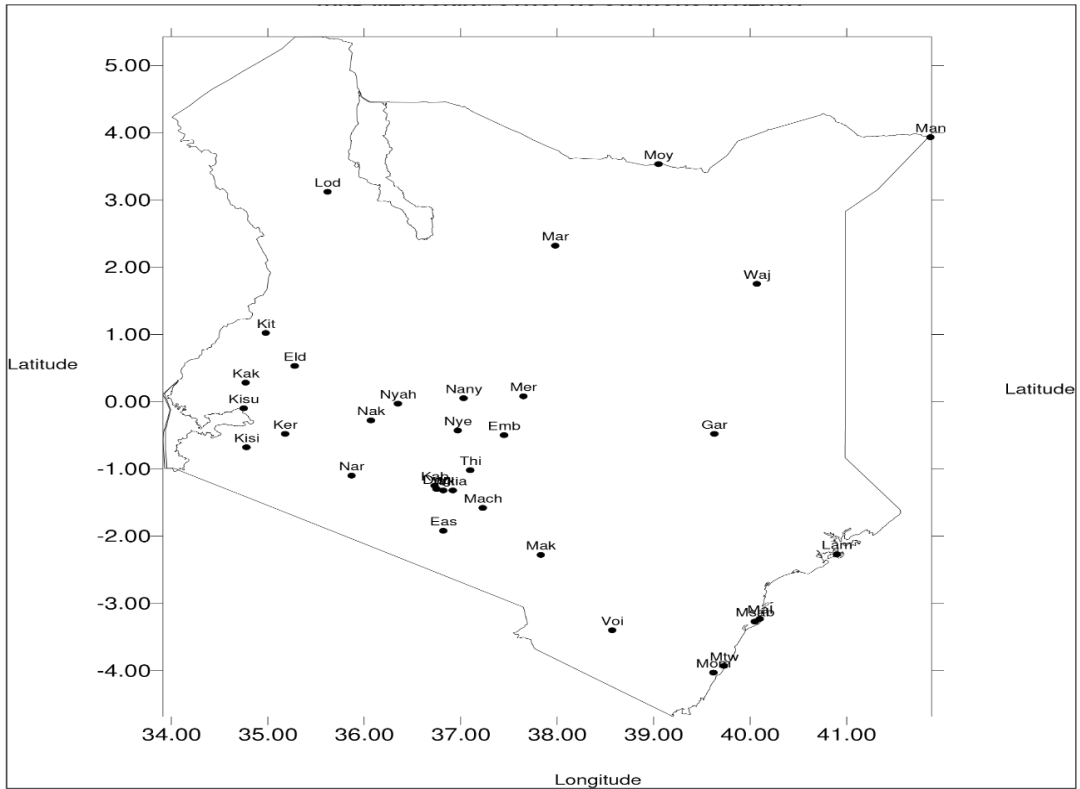 5.00
4.00
Man
Moy
Lod
3.00
Mar
2.00
Waj
Kit
1.00
Eld
Latitude
Kak
Latitude
Mer
Nany
Nyah
0.00
Kisu
Nak
Nye
Ker
Emb
Gar
Kisi
Nar
Thi
-1.00
Mach
Eas
Mak
Lam
-2.00
-3.00
Voi
Mtw
Mom
-4.00
34.00 35.00 36.00 37.00 38.00 39.00 40.00 41.00
Longitude